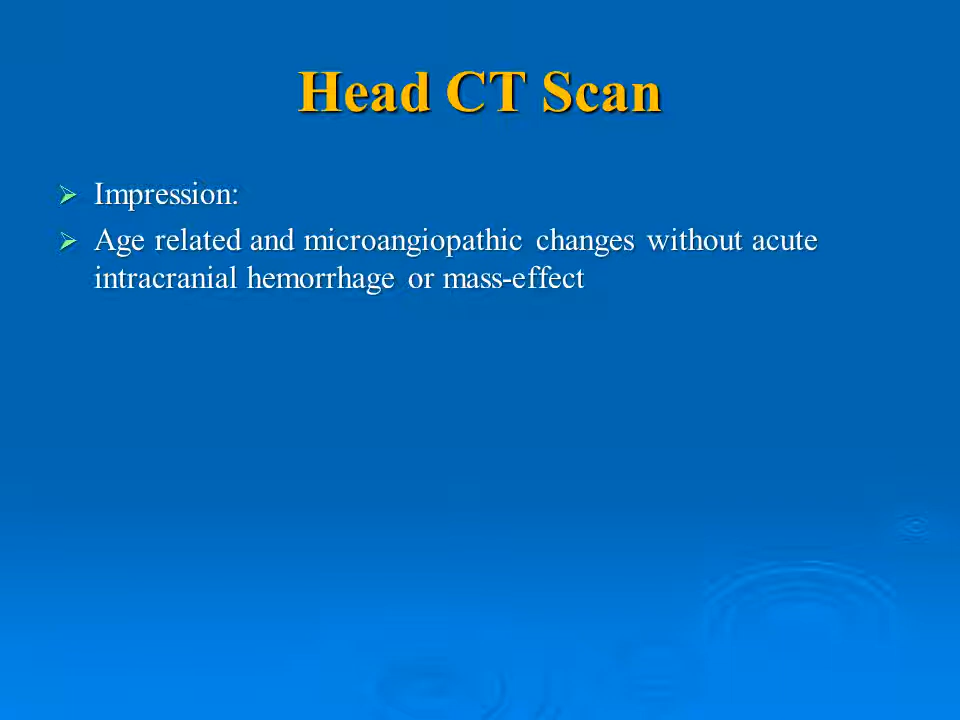 Head CT Scan
Impression:
Age related and microangiopathic changes without acute
intracranial hemorrhage or mass-effect